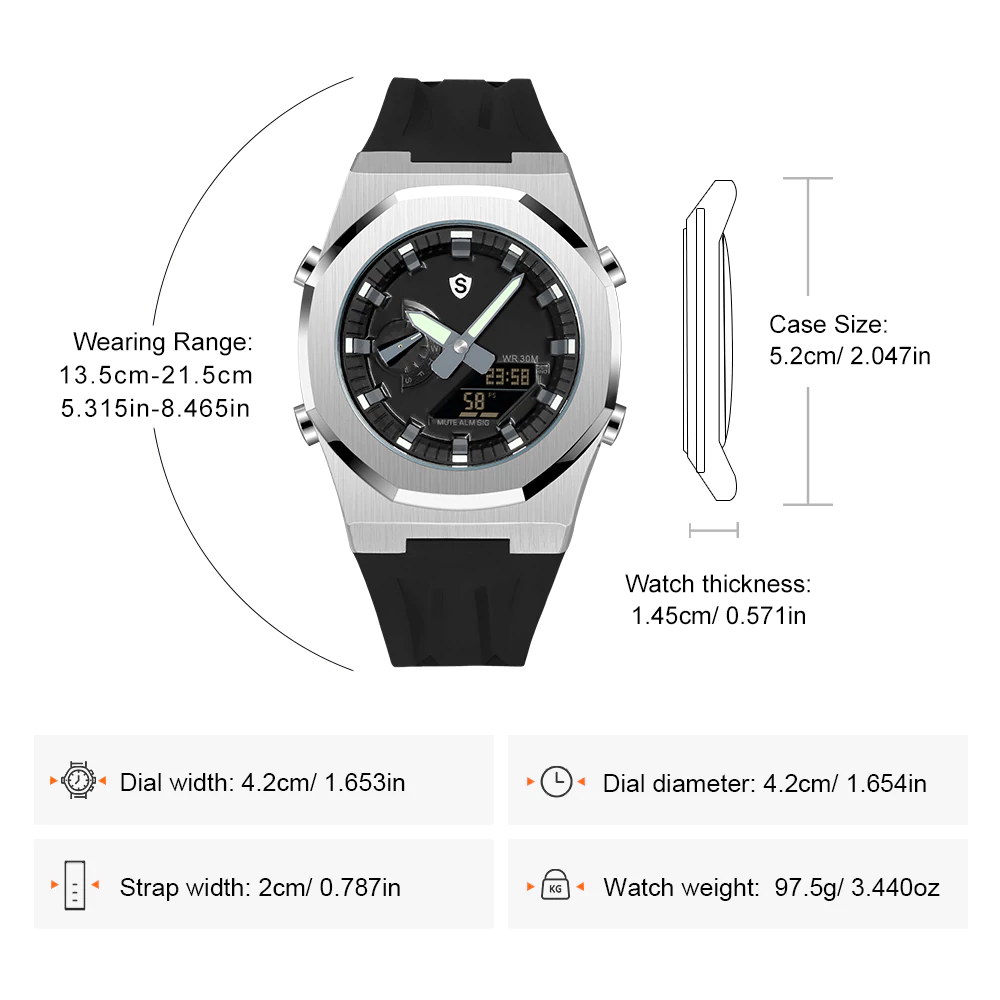 S
WR 30M
23:58
58 PS
MUTE ALM SIG
Wearing Range:
13.5cm-21.5cm
5.315in-8.465in
Case Size:
5.2cm/ 2.047in
Watch thickness:
1.45cm/ 0.571in
Dial width: 4.2cm/ 1.653in
Dial diameter: 4.2cm/ 1.654in
Strap width: 2cm/ 0.787in
KG
Watch weight:  97.5g/ 3.440oz